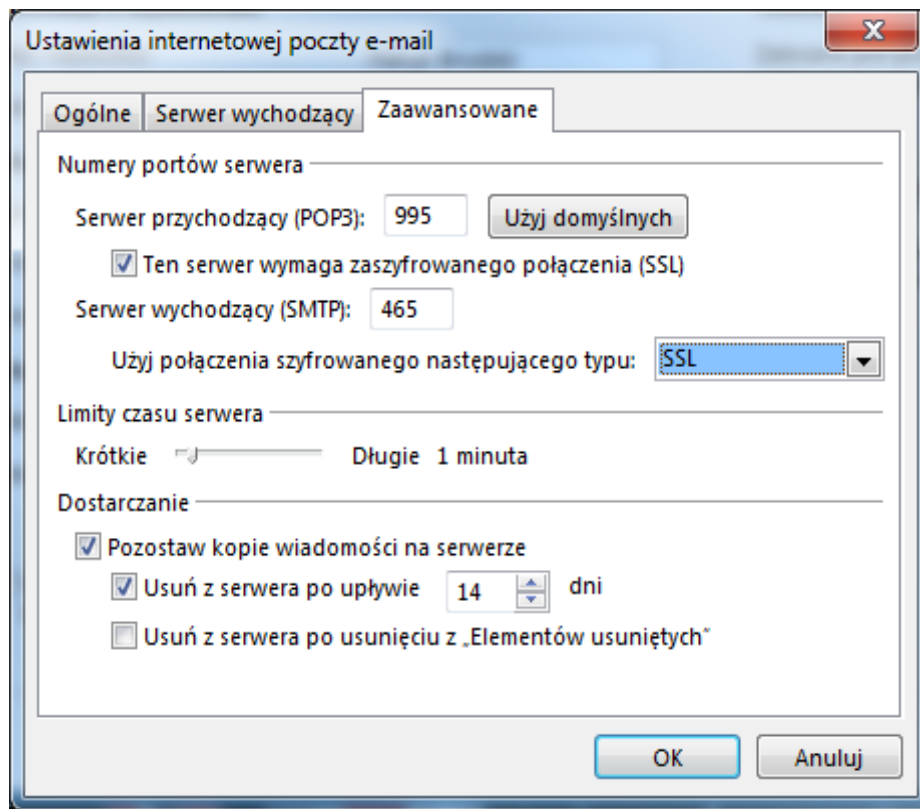 Ustawienia internetowej poczty e-mail
Ogólne Serwer wychodzący Zaawansowane
Numery portów serwera
Serwer przychodzący (POP3): 995 Użyj domyślnych
Ten serwer wymaga zaszyfrowanego połączenia (SSL)
Serwer wychodzący (SMTP): 465
Użyj połączenia szyfrowanego następującego typu: SSL
Limity czasu serwera
Krótkie Długie 1 minuta
Dostarczanie
Pozostaw kopie wiadomości na serwerze
Usuń z serwera po upływie 14 dni
Usuń z serwera po usunięciu z „Elementów usuniętych”
OK Anuluj